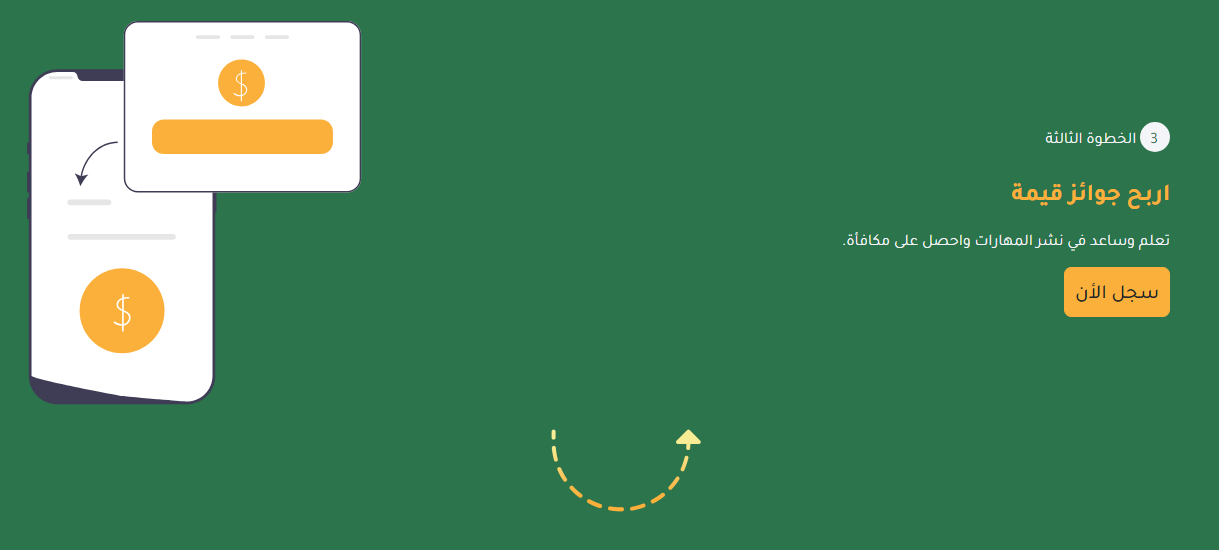 3 الخطوة الثالثة
اربح جوائز قيمة
تعلم وساعد في نشر المهارات واحصل على مكافأة.
سجل الأن
$
$